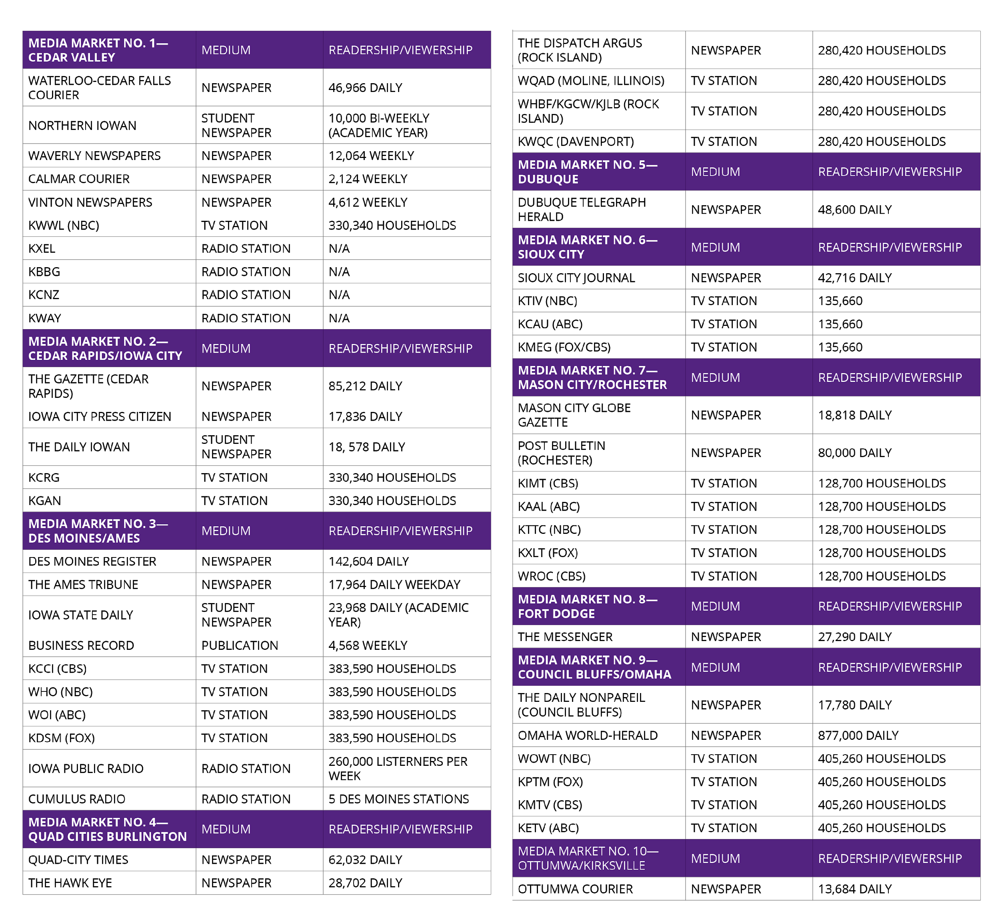 MEDIA MARKET NO. 1—
CEDAR VALLEY
MEDIUM
READERSHIP/VIEWERSHIP
WATERLOO-CEDAR FALLS
COURIER
NEWSPAPER
46,966 DAILY
NORTHERN IOWAN
STUDENT
NEWSPAPER
10,000 BI-WEEKLY
(ACADEMIC YEAR)
WAVERLY NEWSPAPERS
NEWSPAPER
12,064 WEEKLY
CALMAR COURIER
NEWSPAPER
2,124 WEEKLY
VINTON NEWSPAPERS
NEWSPAPER
4,612 WEEKLY
KWWL (NBC)
TV STATION
330,340 HOUSEHOLDS
KXEL
RADIO STATION
N/A
KBBG
RADIO STATION
N/A
KCNZ
RADIO STATION
N/A
KWAY
RADIO STATION
N/A
MEDIA MARKET NO. 2—
CEDAR RAPIDS/IOWA CITY
MEDIUM
READERSHIP/VIEWERSHIP
THE GAZETTE (CEDAR
RAPIDS)
NEWSPAPER
85,212 DAILY
IOWA CITY PRESS CITIZEN
NEWSPAPER
17,836 DAILY
THE DAILY IOWAN
STUDENT
NEWSPAPER
18, 578 DAILY
KCRG
TV STATION
330,340 HOUSEHOLDS
KGAN
TV STATION
330,340 HOUSEHOLDS
MEDIA MARKET NO. 3—
DES MOINES/AMES
MEDIUM
READERSHIP/VIEWERSHIP
DES MOINES REGISTER
NEWSPAPER
142,604 DAILY
THE AMES TRIBUNE
NEWSPAPER
17,964 DAILY WEEKDAY
IOWA STATE DAILY
STUDENT
NEWSPAPER
23,968 DAILY (ACADEMIC
YEAR)
BUSINESS RECORD
PUBLICATION
4,568 WEEKLY
KCCI (CBS)
TV STATION
383,590 HOUSEHOLDS
WHO (NBC)
TV STATION
383,590 HOUSEHOLDS
WOI (ABC)
TV STATION
383,590 HOUSEHOLDS
KDSM (FOX)
TV STATION
383,590 HOUSEHOLDS
IOWA PUBLIC RADIO
RADIO STATION
260,000 LISTERNERS PER
WEEK
CUMULUS RADIO
RADIO STATION
5 DES MOINES STATIONS
MEDIA MARKET NO. 4—
QUAD CITIES BURLINGTON
MEDIUM
READERSHIP/VIEWERSHIP
QUAD-CITY TIMES
NEWSPAPER
62,032 DAILY
THE HAWK EYE
NEWSPAPER
28,702 DAILY
THE DISPATCH ARGUS
(ROCK ISLAND)
NEWSPAPER
280,420 HOUSEHOLDS
WQAD (MOLINE, ILLINOIS)
TV STATION
280,420 HOUSEHOLDS
WHBF/KGCW/KJLB (ROCK
ISLAND)
TV STATION
280,420 HOUSEHOLDS
KWQC (DAVENPORT)
TV STATION
280,420 HOUSEHOLDS
MEDIA MARKET NO. 5—
DUBUQUE
MEDIUM
READERSHIP/VIEWERSHIP
DUBUQUE TELEGRAPH
HERALD
NEWSPAPER
48,600 DAILY
MEDIA MARKET NO. 6—
SIOUX CITY
MEDIUM
READERSHIP/VIEWERSHIP
SIOUX CITY JOURNAL
NEWSPAPER
42,716 DAILY
KTIV (NBC)
TV STATION
135,660
KCAU (ABC)
TV STATION
135,660
KMEG (FOX/CBS)
TV STATION
135,660
MEDIA MARKET NO. 7—
MASON CITY/ROCHESTER
MEDIUM
READERSHIP/VIEWERSHIP
MASON CITY GLOBE
GAZETTE
NEWSPAPER
18,818 DAILY
POST BULLETIN
(ROCHESTER)
NEWSPAPER
80,000 DAILY
KIMT (CBS)
TV STATION
128,700 HOUSEHOLDS
KAAL (ABC)
TV STATION
128,700 HOUSEHOLDS
KTTC (NBC)
TV STATION
128,700 HOUSEHOLDS
KXLT (FOX)
TV STATION
128,700 HOUSEHOLDS
WROC (CBS)
TV STATION
128,700 HOUSEHOLDS
MEDIA MARKET NO. 8—
FORT DODGE
MEDIUM
READERSHIP/VIEWERSHIP
THE MESSENGER
NEWSPAPER
27,290 DAILY
MEDIA MARKET NO. 9—
COUNCIL BLUFFS/OMAHA
MEDIUM
READERSHIP/VIEWERSHIP
THE DAILY NONPAREIL
(COUNCIL BLUFFS)
NEWSPAPER
17,780 DAILY
OMAHA WORLD-HERALD
NEWSPAPER
877,000 DAILY
WOWT (NBC)
TV STATION
405,260 HOUSEHOLDS
KPTM (FOX)
TV STATION
405,260 HOUSEHOLDS
KMTV (CBS)
TV STATION
405,260 HOUSEHOLDS
KETV (ABC)
TV STATION
405,260 HOUSEHOLDS
MEDIA MARKET NO. 10—
OTTUMWA/KIRKSVILLE
MEDIUM
READERSHIP/VIEWERSHIP
OTTUMWA COURIER
NEWSPAPER
13,684 DAILY